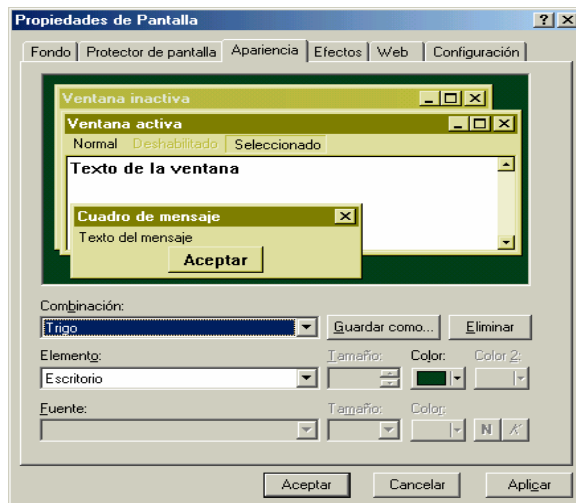 Propiedades de Pantalla
Fondo Protector de pantalla Apariencia Efectos Web Configuración
Ventana inactiva
Ventana activa
Normal Deshabilitado Seleccionado
Texto de la ventana
Cuadro de mensaje
Texto del mensaje
Aceptar
Combinación:
Trigo Guardar como... Eliminar
Elemento: Tamaño: Color: Color 2:
Escritorio
Fuente: Tamaño: Color:
N K
Aceptar Cancelar Aplicar